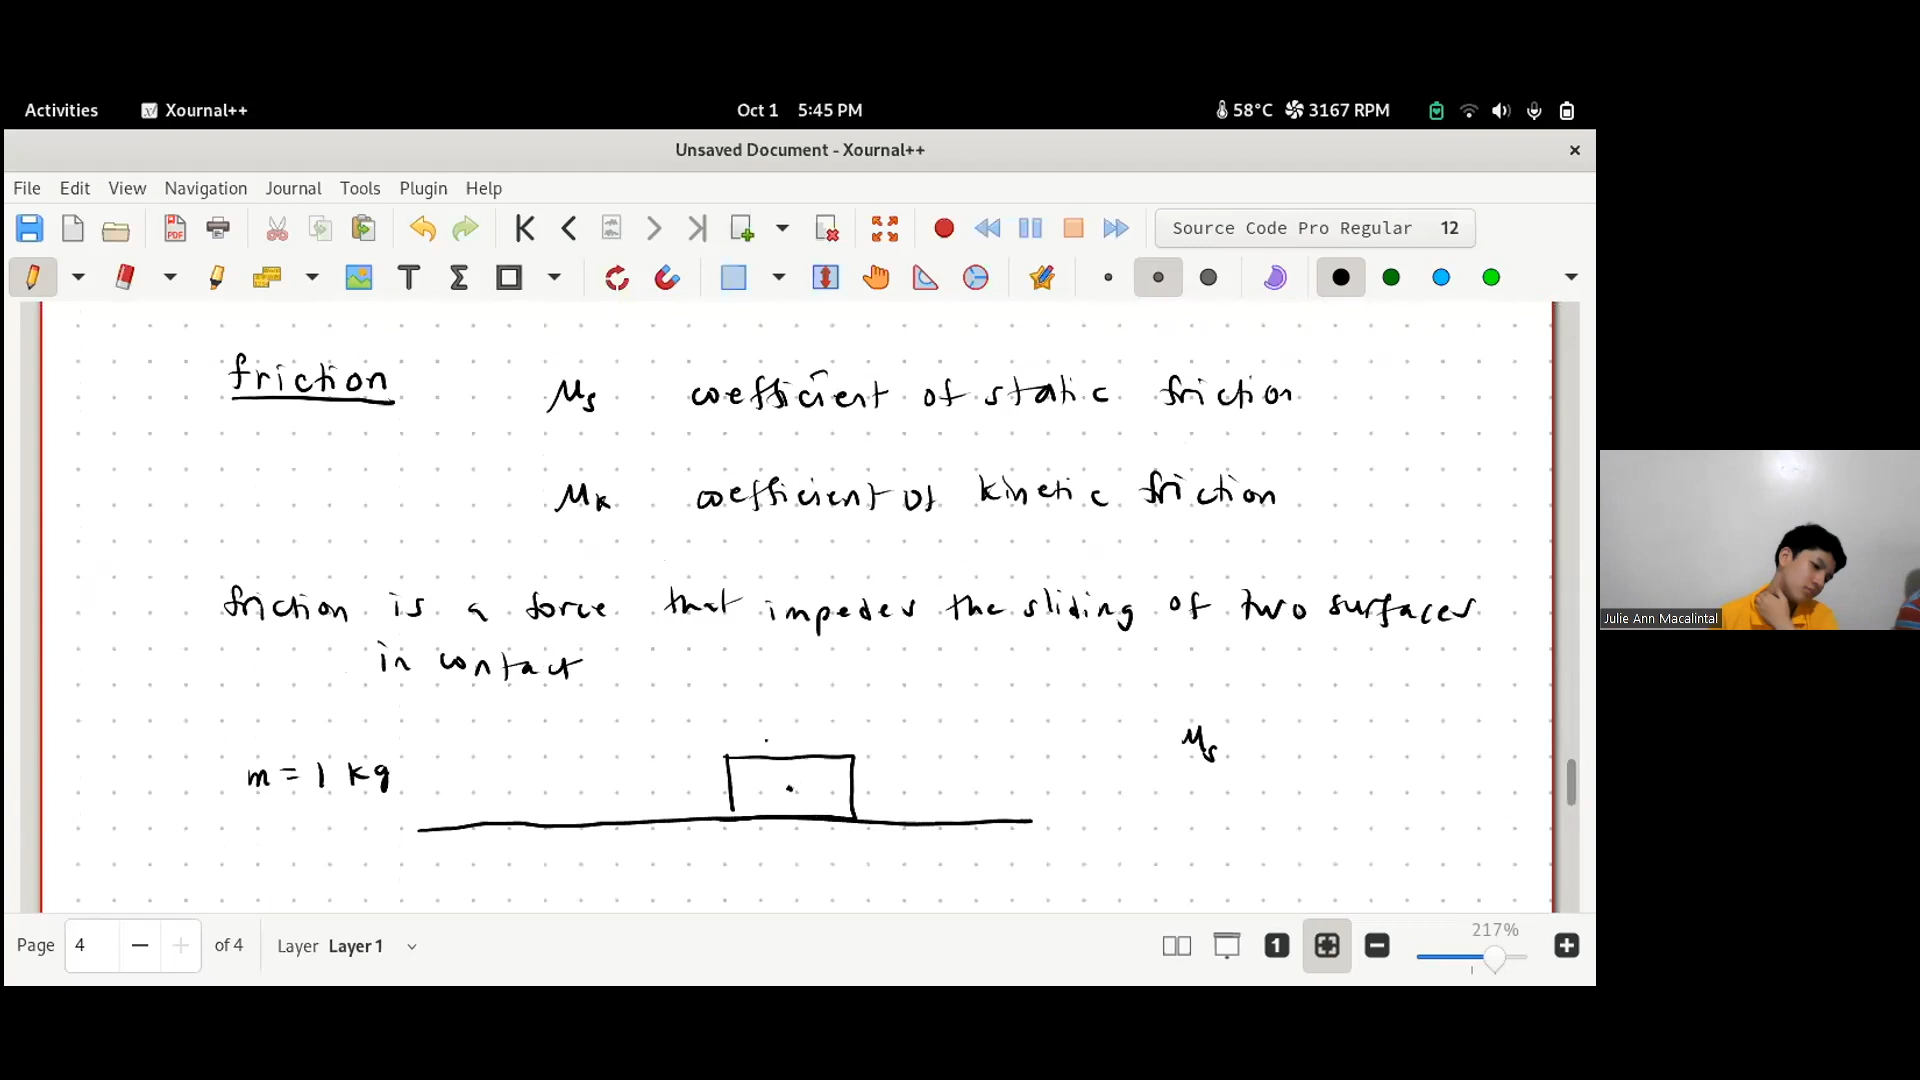 Activities Xournal++ Oct 1 5:45 PM 58°C 3167 RPM
Unsaved Document - Xournal++
File Edit View Navigation Journal Tools Plugin Help
PDF Source Code Pro Regular 12
friction μs coefficient of static friction
μk coefficient of kinetic friction
friction is a force that impedes the sliding of two surfaces
in contact
μs
m = 1 kg
Julie Ann Macalintal
Page 4 of 4 Layer Layer 1 1 217%